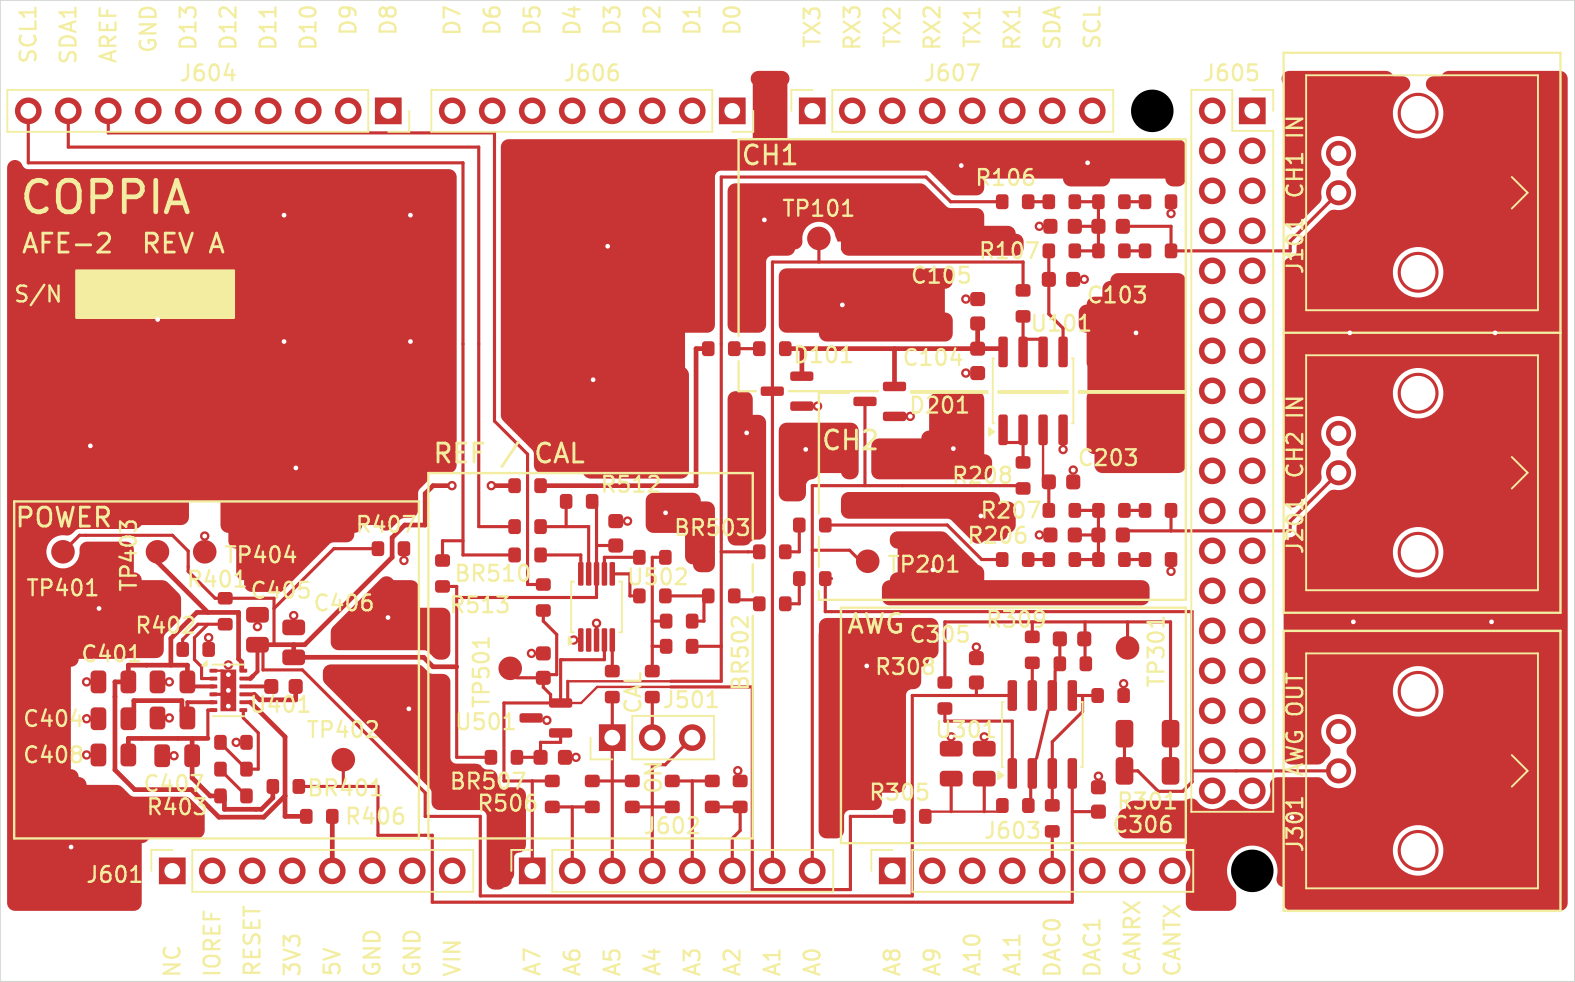 SCL1
SDA1
AREF
GND
D13
D12
D11
D10
D9
D8
D7
D6
D5
D4
D3
D2
D1
D0
TX3
RX3
TX2
RX2
TX1
RX1
SDA
SCL
J604
J606
J607
J605
COPPIA
AFE-2 REV A
S/N
CH1
R106
TP101
R107
C105
C103
U101
D101
C104
D201
CH2
REF / CAL
C203
R208
R512
R207
R206
BR503
POWER
R407
TP403
TP404
TP401
R401
C405
C406
R402
C401
BR510
R513
U502
TP201
AWG
R309
C305
R308
TP301
TP501
BR502
CAL
J501
C404
U401
TP402
U501
U301
C408
C407
BR401
R403
R406
BR507
R506
ON
J602
R305
J603
R301
C306
J601
CH1 IN
J101
CH2 IN
J201
AWG OUT
J301
NC
IOREF
RESET
3V3
5V
GND
GND
VIN
A7
A6
A5
A4
A3
A2
A1
A0
A8
A9
A10
A11
DAC0
DAC1
CANRX
CANTX